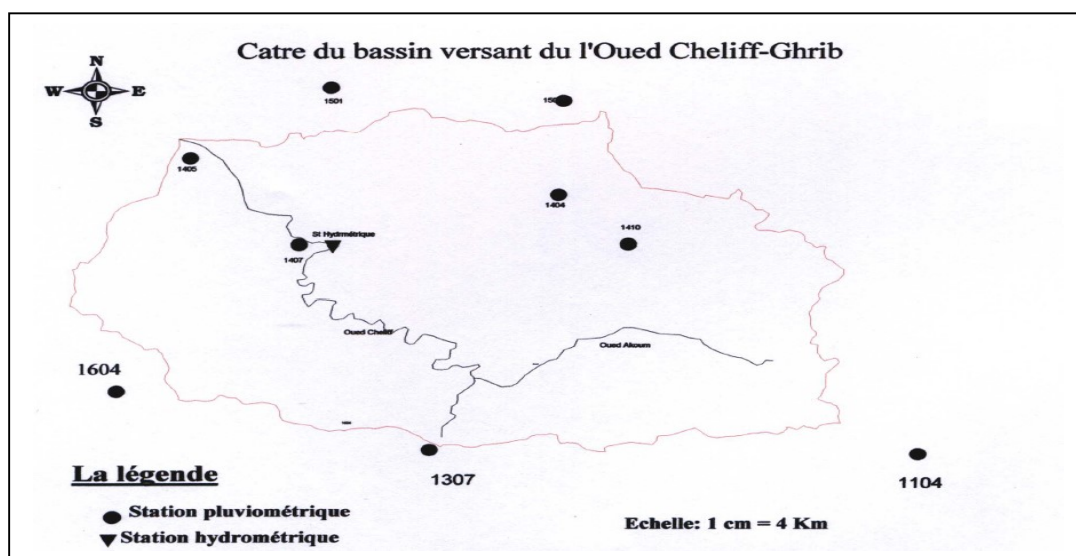 Catre du bassin versant du l'Oued Cheliff-Ghrib
N
W E
S
1501
1405
1404
St Hydrmétrique
1410
1407
Oued Cheliff
Oued Akoum
1604
1307
1104
La légende
Station pluviométrique
Station hydrométrique
Echelle: 1 cm = 4 Km